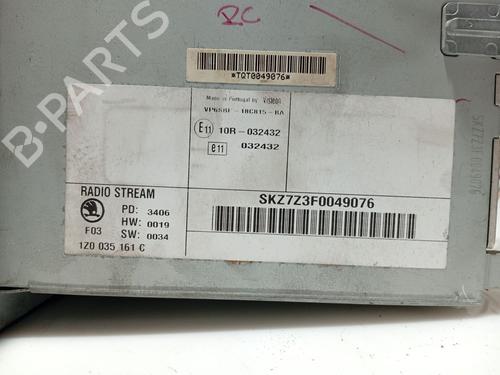 RC
*TQT0049076*
Made in Portugal by Visteon
10R-032432
E11
e11
032432
RADIO STREAM
SKZ7Z3F0049076
PD: 3406
HW: 0019
F03
SW: 0034
1Z0 035 161 C
SKZ7Z3F0049076
B-PARTS